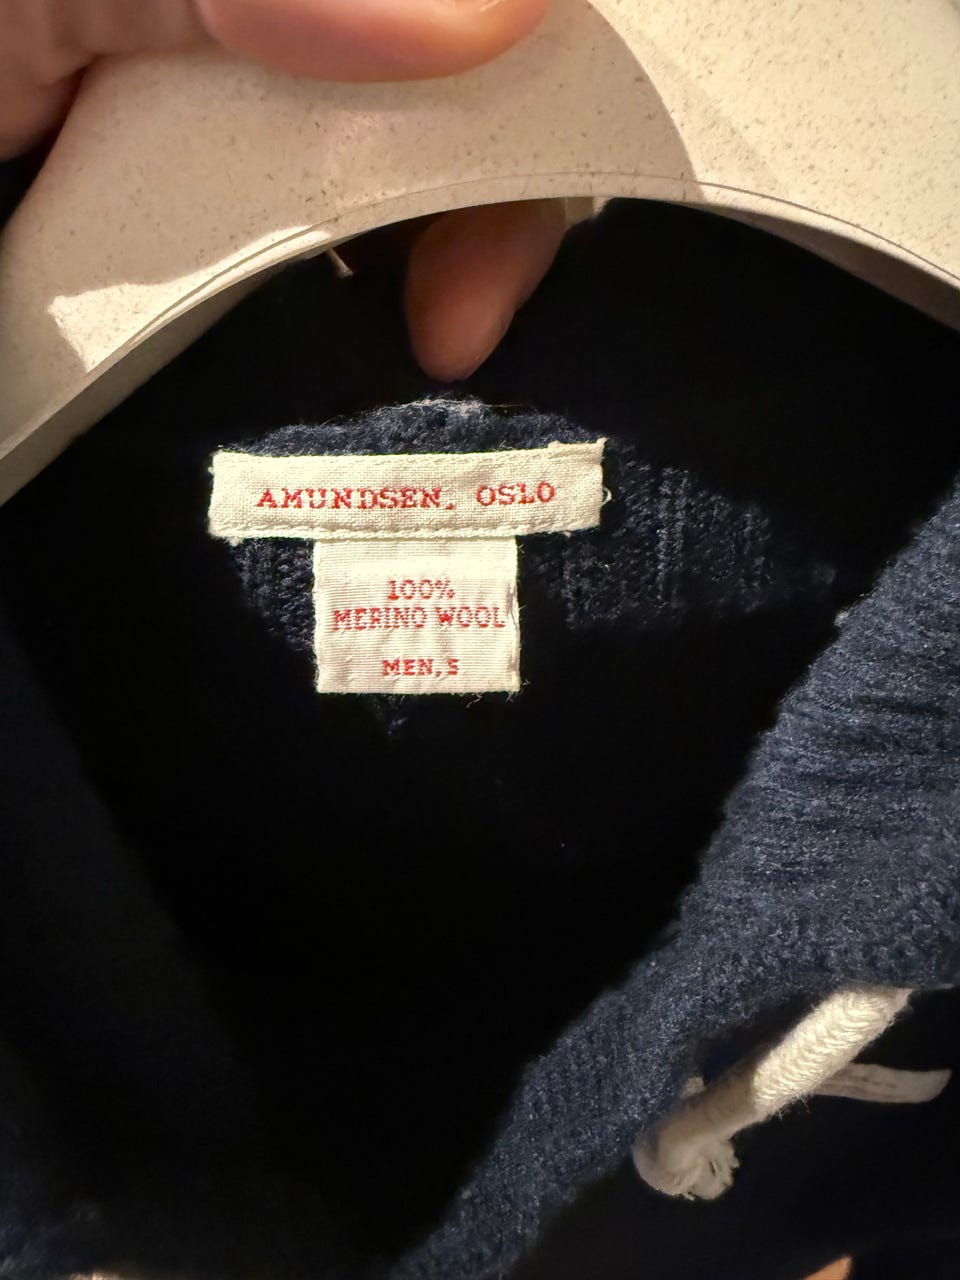 AMUNDSEN, OSLO
100%
MERINO WOOL
MEN, S